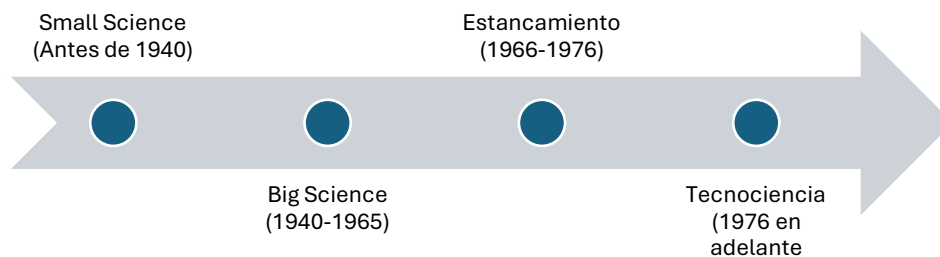 Small Science
(Antes de 1940)
Big Science
(1940-1965)
Estancamiento
(1966-1976)
Tecnociencia
(1976 en
adelante